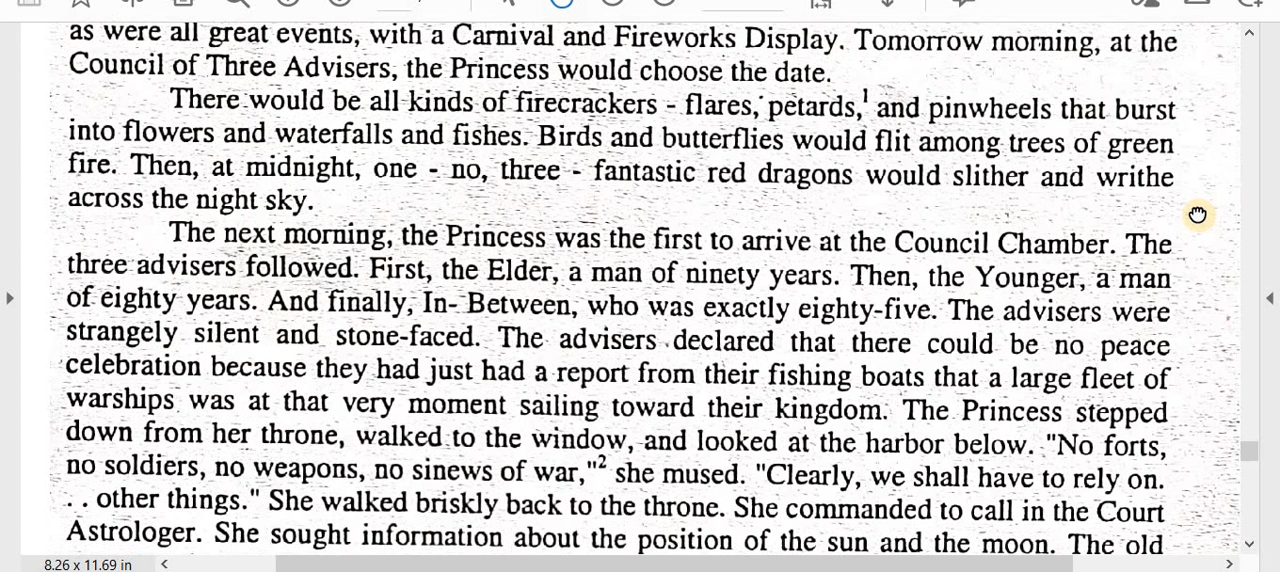 as were all great events, with a Carnival and Fireworks Display. Tomorrow morning, at the
Council of Three Advisers, the Princess would choose the date.
There would be all kinds of firecrackers - flares, petards,¹ and pinwheels that burst
into flowers and waterfalls and fishes. Birds and butterflies would flit among trees of green
fire. Then, at midnight, one - no, three - fantastic red dragons would slither and writhe
across the night sky.
The next morning, the Princess was the first to arrive at the Council Chamber. The
three advisers followed. First, the Elder, a man of ninety years. Then, the Younger, a man
of eighty years. And finally, In- Between, who was exactly eighty-five. The advisers were
strangely silent and stone-faced. The advisers declared that there could be no peace
celebration because they had just had a report from their fishing boats that a large fleet of
warships was at that very moment sailing toward their kingdom. The Princess stepped
down from her throne, walked to the window, and looked at the harbor below. "No forts,
no soldiers, no weapons, no sinews of war,"² she mused. "Clearly, we shall have to rely on.
. . other things." She walked briskly back to the throne. She commanded to call in the Court
Astrologer. She sought information about the position of the sun and the moon. The old
8.26 x 11.69 in